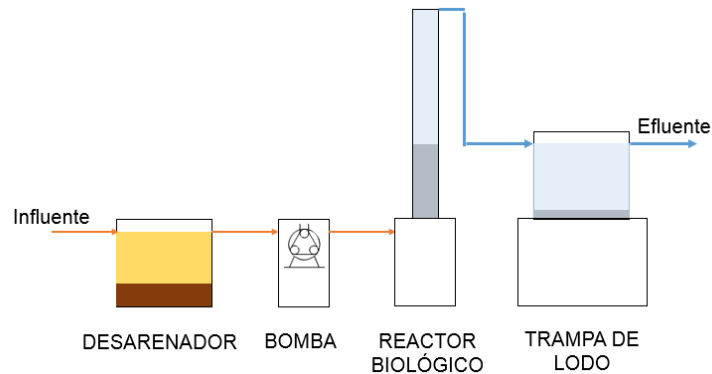 Efluente
Influente
DESARENADOR
BOMBA
REACTOR
BIOLÓGICO
TRAMPA DE
LODO